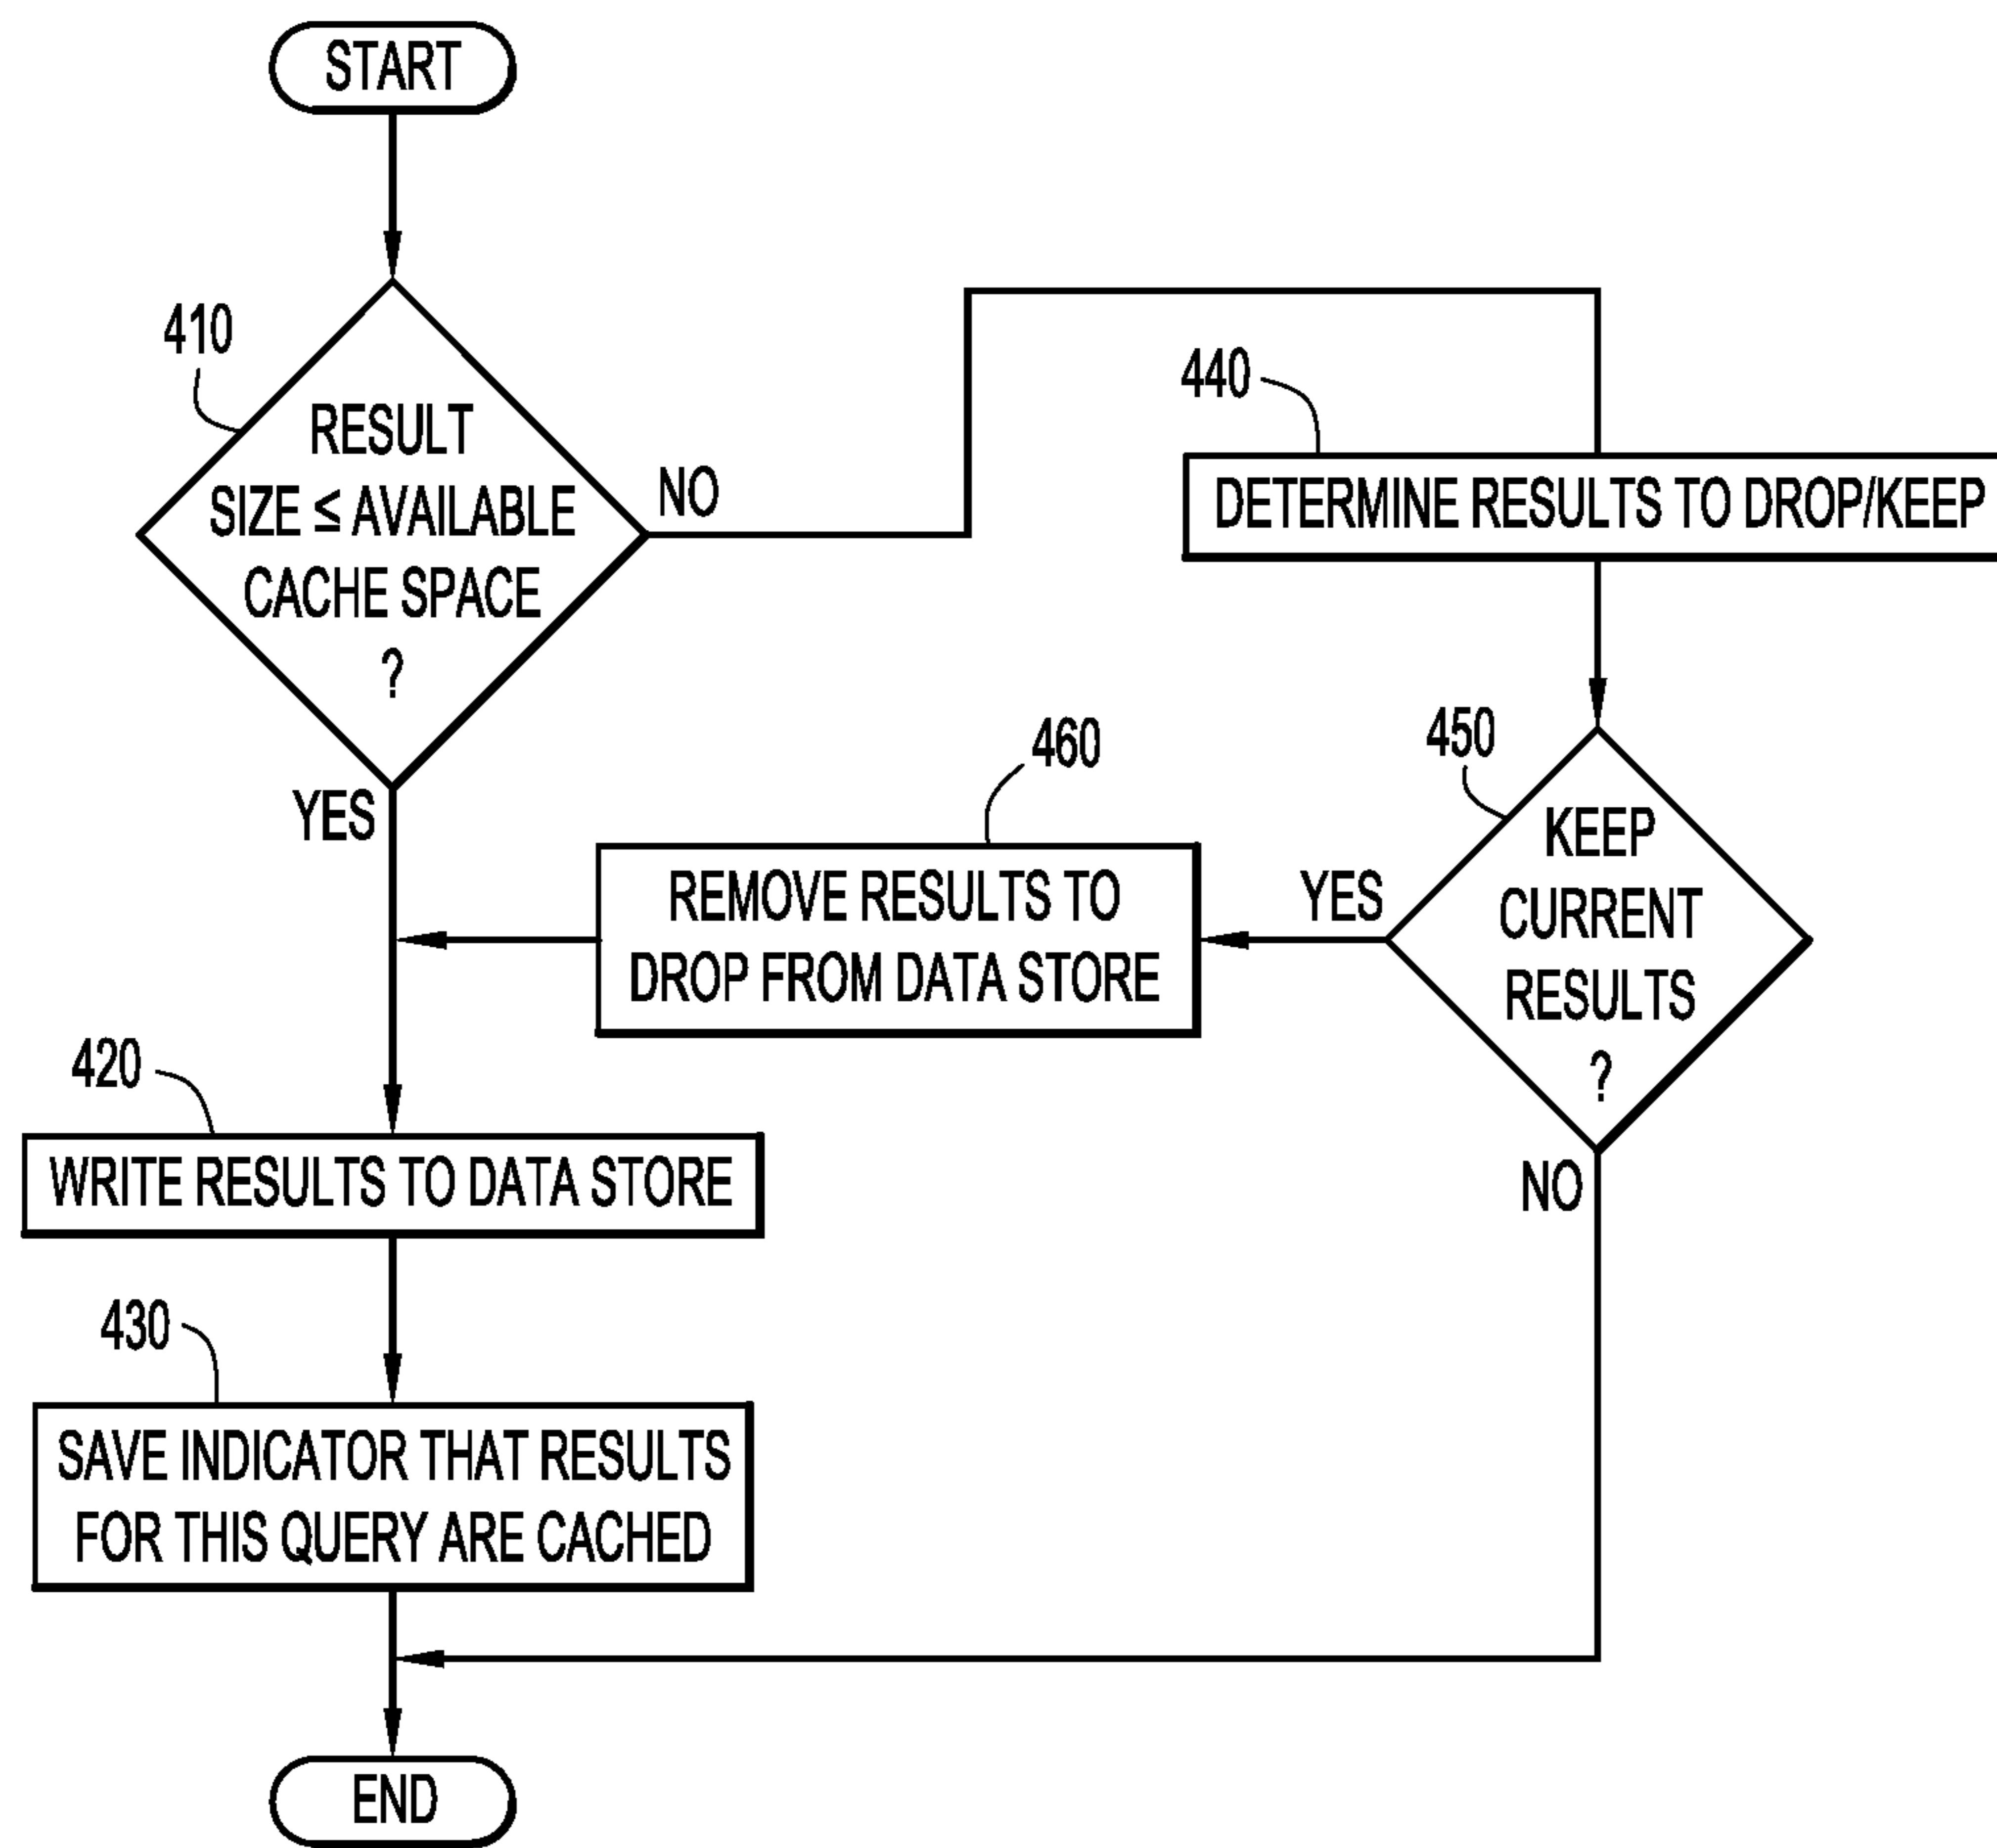 START
410
RESULT
SIZE ≤ AVAILABLE
CACHE SPACE
?
NO
YES
440
DETERMINE RESULTS TO DROP/KEEP
450
KEEP
CURRENT
RESULTS
?
YES
NO
460
REMOVE RESULTS TO
DROP FROM DATA STORE
420
WRITE RESULTS TO DATA STORE
430
SAVE INDICATOR THAT RESULTS
FOR THIS QUERY ARE CACHED
END